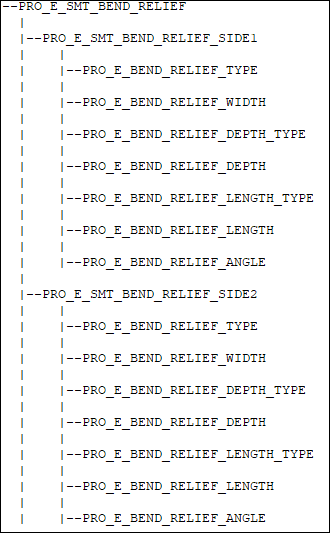 --PRO_E_SMT_BEND_RELIEF
|
|--PRO_E_SMT_BEND_RELIEF_SIDE1
|    |
|    |--PRO_E_BEND_RELIEF_TYPE
|    |
|    |--PRO_E_BEND_RELIEF_WIDTH
|    |
|    |--PRO_E_BEND_RELIEF_DEPTH_TYPE
|    |
|    |--PRO_E_BEND_RELIEF_DEPTH
|    |
|    |--PRO_E_BEND_RELIEF_LENGTH_TYPE
|    |
|    |--PRO_E_BEND_RELIEF_LENGTH
|    |
|    |--PRO_E_BEND_RELIEF_ANGLE
|
|--PRO_E_SMT_BEND_RELIEF_SIDE2
|    |
|    |--PRO_E_BEND_RELIEF_TYPE
|    |
|    |--PRO_E_BEND_RELIEF_WIDTH
|    |
|    |--PRO_E_BEND_RELIEF_DEPTH_TYPE
|    |
|    |--PRO_E_BEND_RELIEF_DEPTH
|    |
|    |--PRO_E_BEND_RELIEF_LENGTH_TYPE
|    |
|    |--PRO_E_BEND_RELIEF_LENGTH
|    |
|    |--PRO_E_BEND_RELIEF_ANGLE